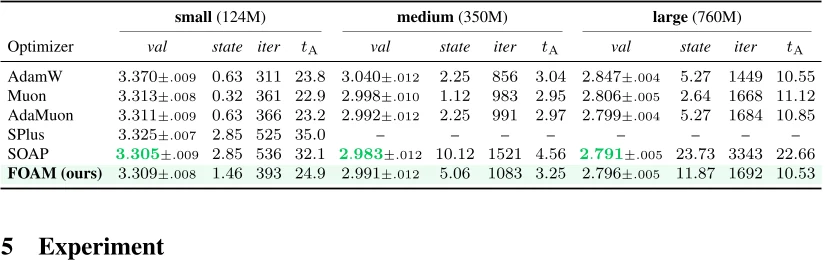 small (124M) medium (350M) large (760M)
Optimizer val state iter tA val state iter tA val state iter tA
AdamW 3.370±.009 0.63 311 23.8 3.040±.012 2.25 856 3.04 2.847±.004 5.27 1449 10.55
Muon 3.313±.008 0.32 361 22.9 2.998±.010 1.12 983 2.95 2.806±.005 2.64 1668 11.12
AdaMuon 3.311±.009 0.63 366 23.2 2.992±.012 2.25 991 2.97 2.799±.004 5.27 1684 10.85
SPlus 3.325±.007 2.85 525 35.0 – – – – – – – –
SOAP 3.305±.009 2.85 536 32.1 2.983±.012 10.12 1521 4.56 2.791±.005 23.73 3343 22.66
FOAM (ours) 3.309±.008 1.46 393 24.9 2.991±.012 5.06 1083 3.25 2.796±.005 11.87 1692 10.53
5 Experiment